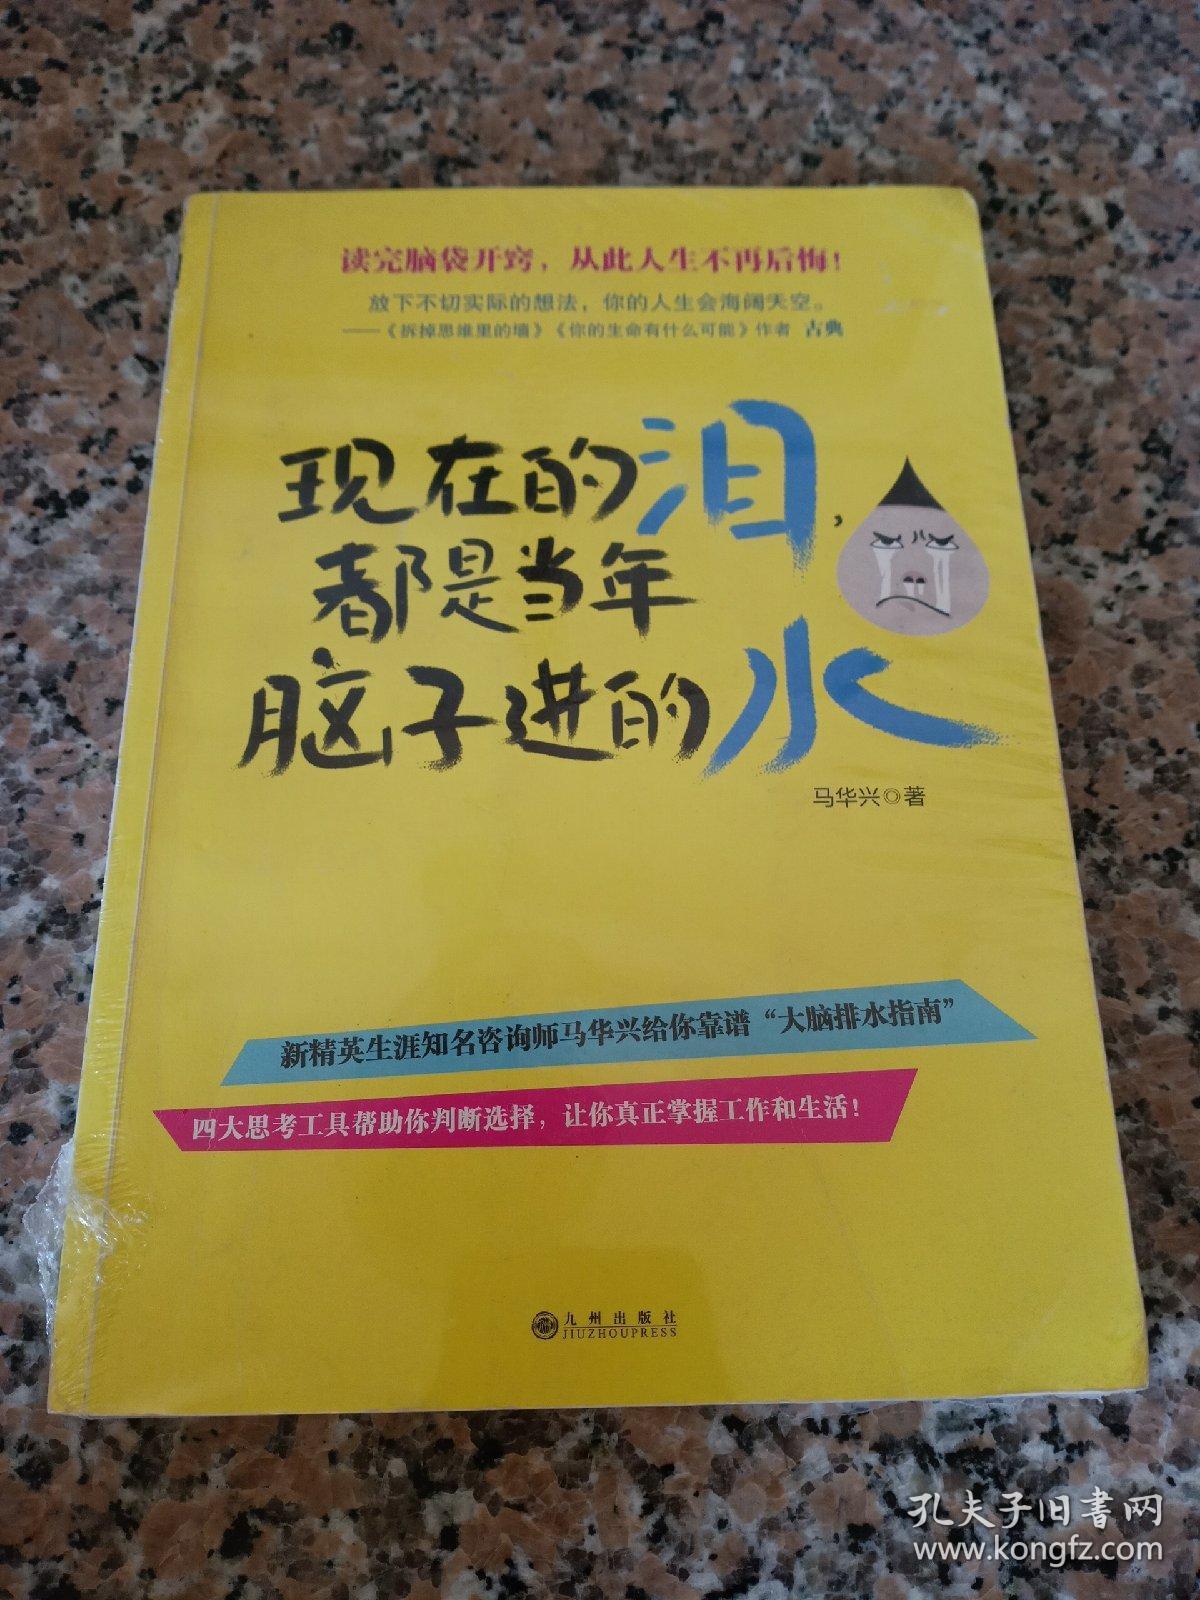 读完脑袋开窍，从此人生不再后悔！
放下不切实际的想法，你的人生会海阔天空。
——《拆掉思维里的墙》《你的生命有什么可能》作者 古典
现在的泪，
都是当年
脑子进的水
马华兴◎著
新精英生涯知名咨询师马华兴给你靠谱“大脑排水指南”
四大思考工具帮助你判断选择，让你真正掌握工作和生活！
九州出版社
JIUZHOUPRESS
孔夫子旧书网
www.kongfz.com